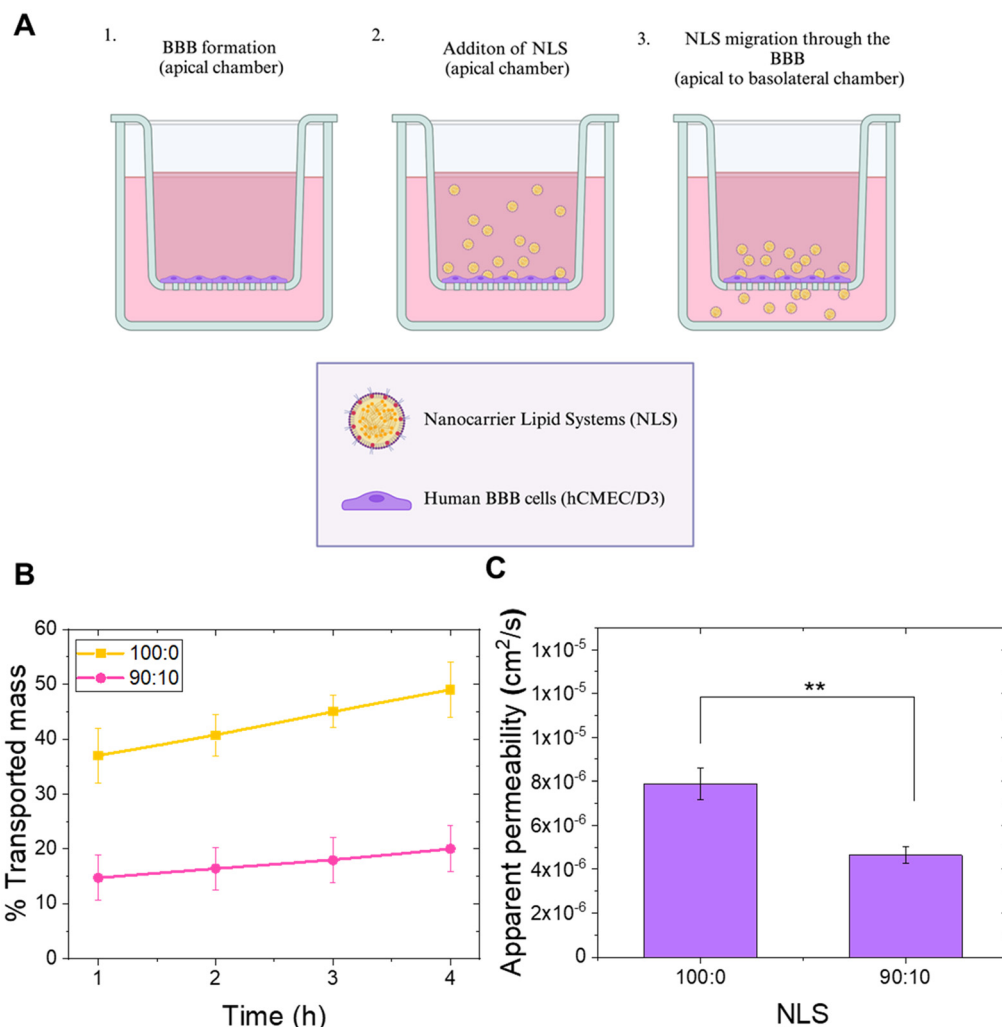 A
1.
BBB formation
(apical chamber)
2.
Additon of NLS
(apical chamber)
3.
NLS migration through the
BBB
(apical to basolateral chamber)
Nanocarrier Lipid Systems (NLS)
Human BBB cells (hCMEC/D3)
B
% Transported mass
60
50
40
30
20
10
0
100:0
90:10
1
2
3
4
Time (h)
C
Apparent permeability (cm²/s)
1x10⁻⁵
1x10⁻⁵
1x10⁻⁵
8x10⁻⁶
6x10⁻⁶
4x10⁻⁶
2x10⁻⁶
0
**
100:0
90:10
NLS